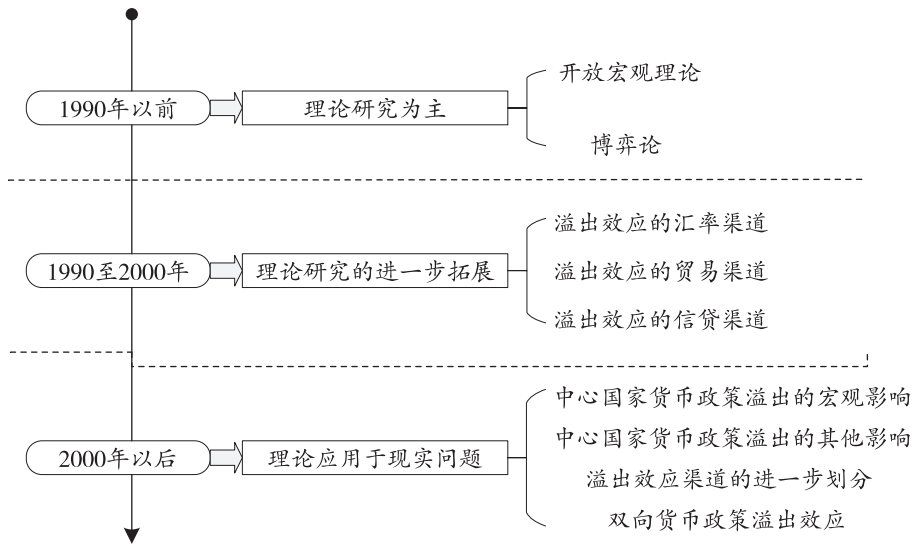 开放宏观理论
1990年以前
理论研究为主
博弈论
溢出效应的汇率渠道
1990至2000年
理论研究的进一步拓展
溢出效应的贸易渠道
溢出效应的信贷渠道
中心国家货币政策溢出的宏观影响
中心国家货币政策溢出的其他影响
2000年以后
理论应用于现实问题
溢出效应渠道的进一步划分
双向货币政策溢出效应